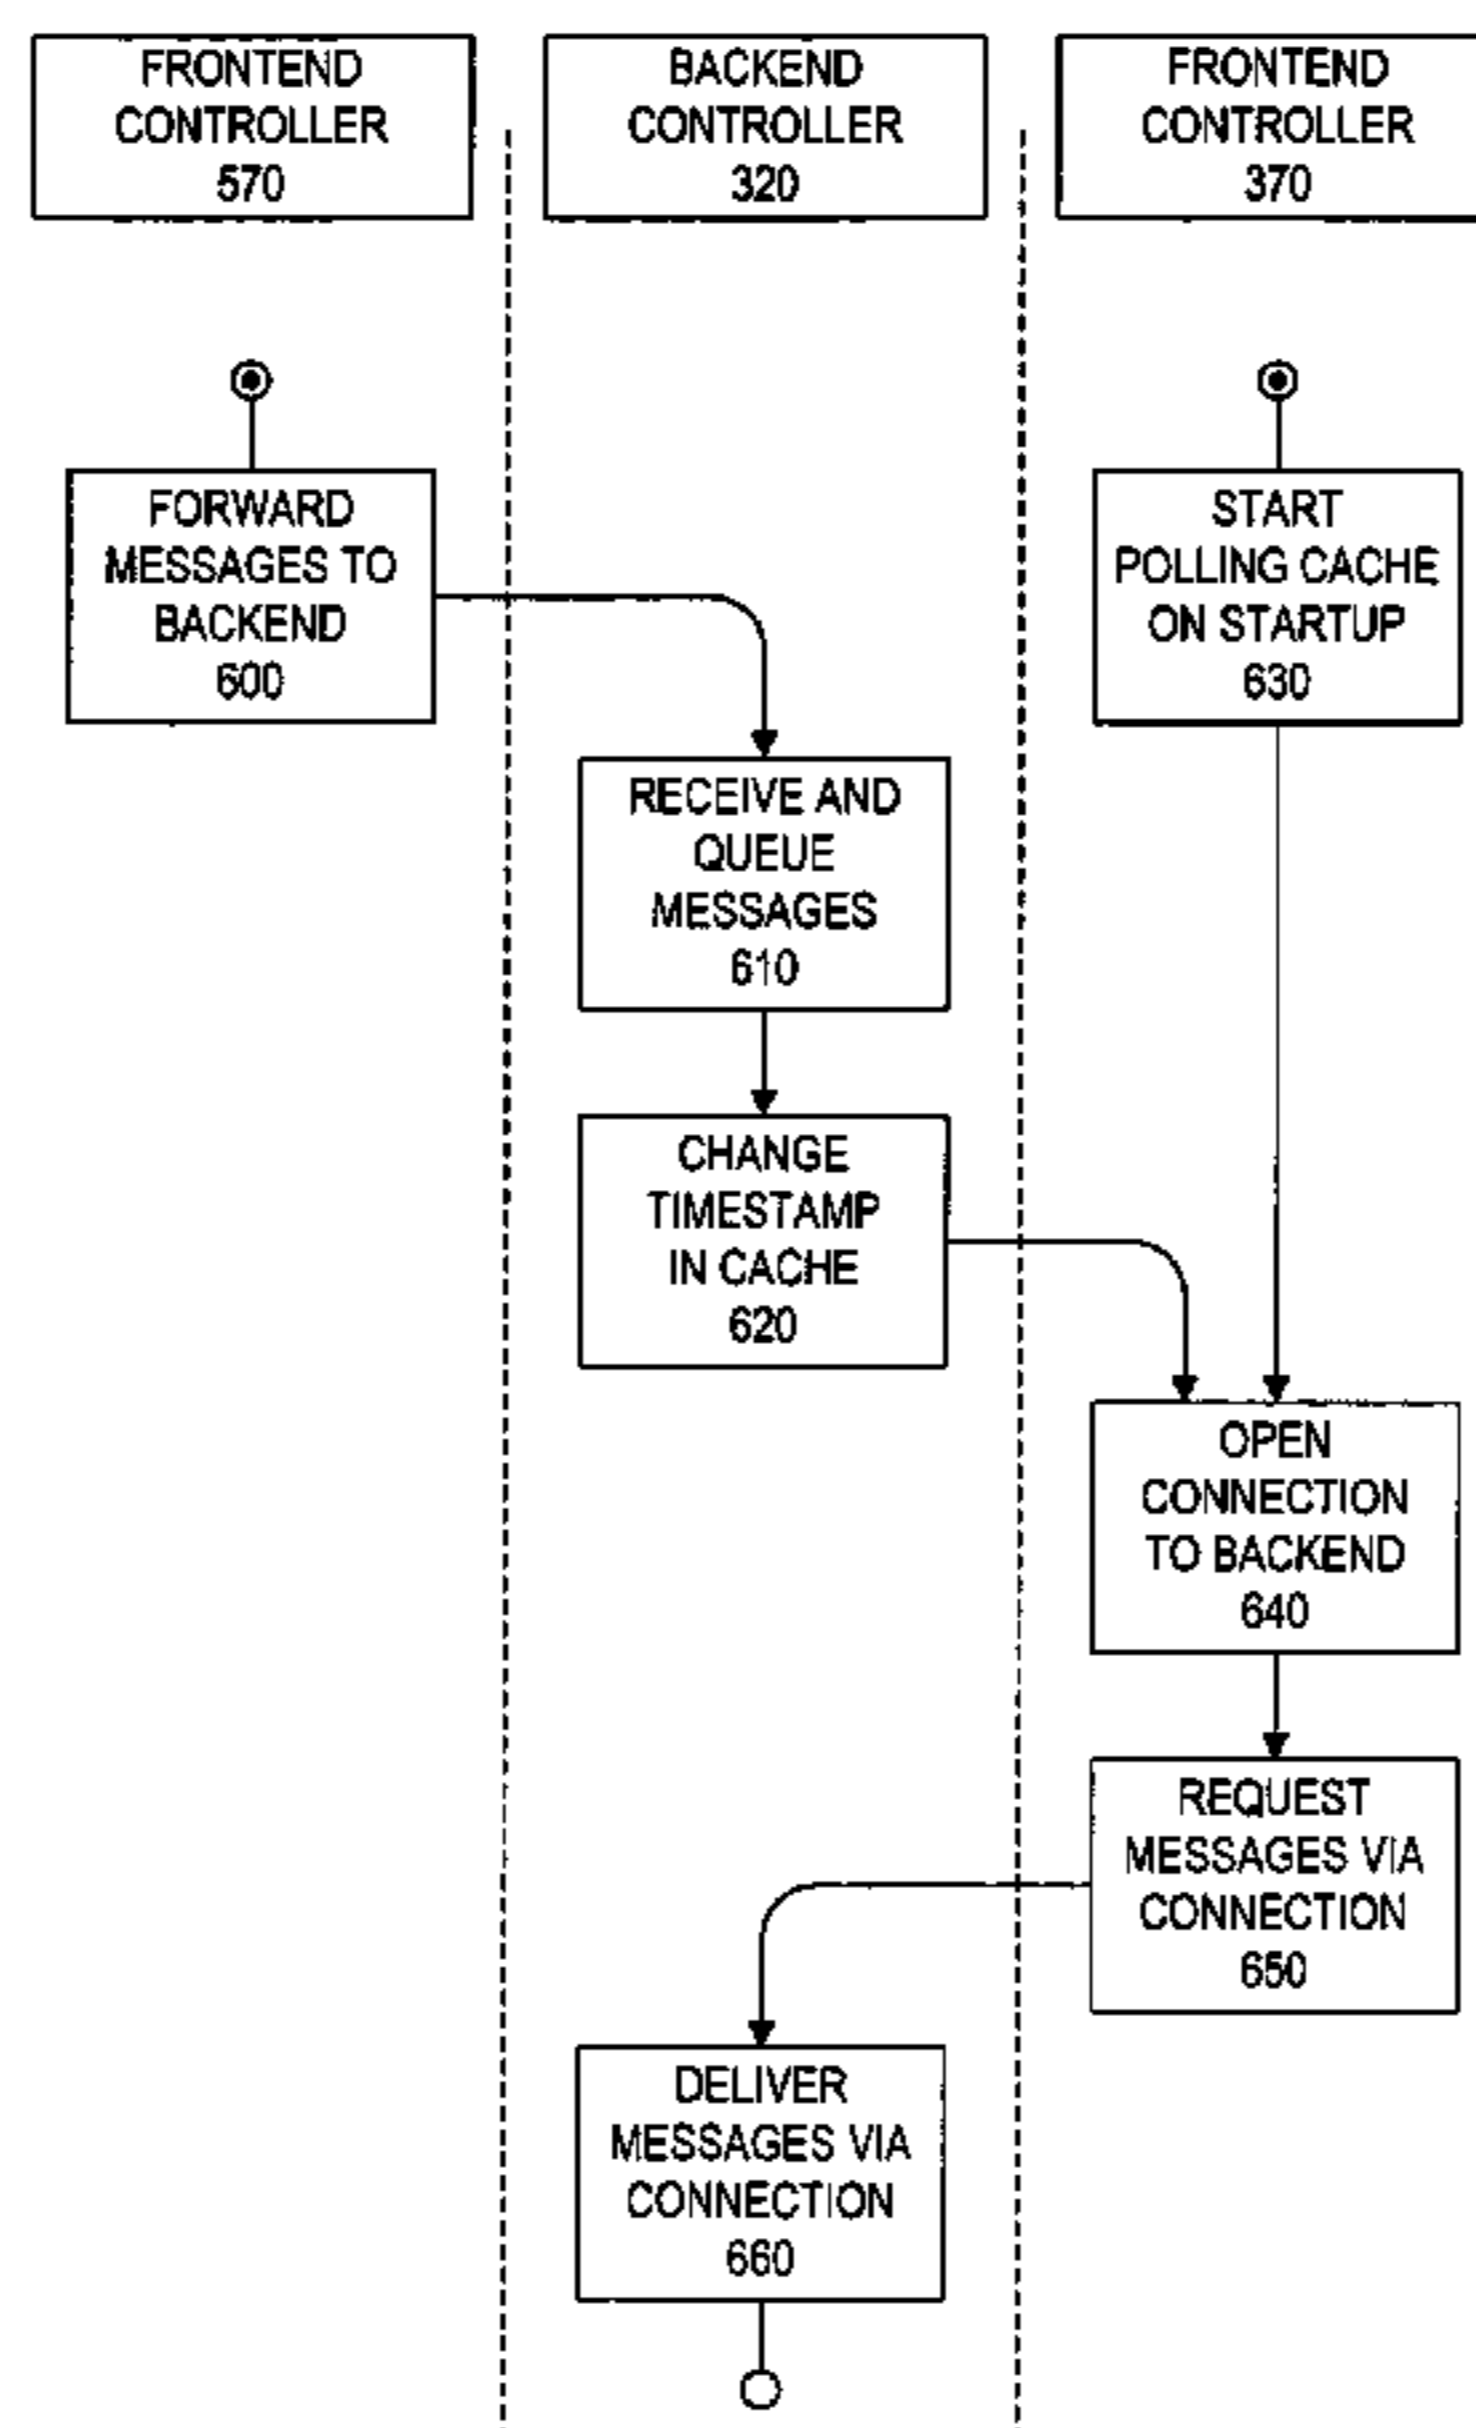 FRONTEND
CONTROLLER
570
BACKEND
CONTROLLER
320
FRONTEND
CONTROLLER
370
FORWARD
MESSAGES TO
BACKEND
600
START
POLLING CACHE
ON STARTUP
630
RECEIVE AND
QUEUE
MESSAGES
610
CHANGE
TIMESTAMP
IN CACHE
620
OPEN
CONNECTION
TO BACKEND
640
REQUEST
MESSAGES VIA
CONNECTION
650
DELIVER
MESSAGES VIA
CONNECTION
660